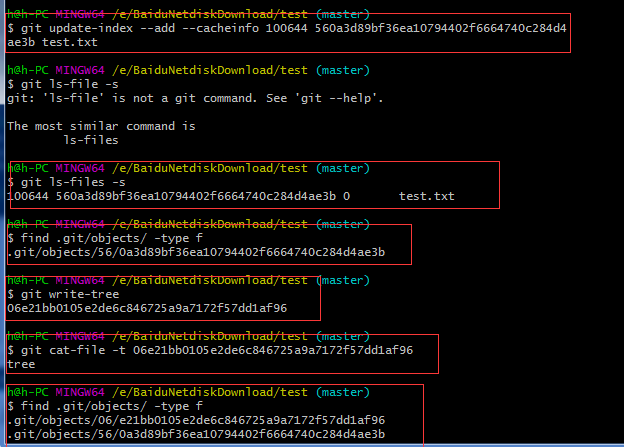 h@h-PC MINGW64 /e/BaiduNetdiskDownload/test (master)
$ git update-index --add --cacheinfo 100644 560a3d89bf36ea10794402f6664740c284d4
ae3b test.txt
h@h-PC MINGW64 /e/BaiduNetdiskDownload/test (master)
$ git ls-file -s
git: 'ls-file' is not a git command. See 'git --help'.
The most similar command is
ls-files
h@h-PC MINGW64 /e/BaiduNetdiskDownload/test (master)
$ git ls-files -s
100644 560a3d89bf36ea10794402f6664740c284d4ae3b 0 test.txt
h@h-PC MINGW64 /e/BaiduNetdiskDownload/test (master)
$ find .git/objects/ -type f
.git/objects/56/0a3d89bf36ea10794402f6664740c284d4ae3b
h@h-PC MINGW64 /e/BaiduNetdiskDownload/test (master)
$ git write-tree
06e21bb0105e2de6c846725a9a7172f57dd1af96
h@h-PC MINGW64 /e/BaiduNetdiskDownload/test (master)
$ git cat-file -t 06e21bb0105e2de6c846725a9a7172f57dd1af96
tree
h@h-PC MINGW64 /e/BaiduNetdiskDownload/test (master)
$ find .git/objects/ -type f
.git/objects/06/e21bb0105e2de6c846725a9a7172f57dd1af96
.git/objects/56/0a3d89bf36ea10794402f6664740c284d4ae3b